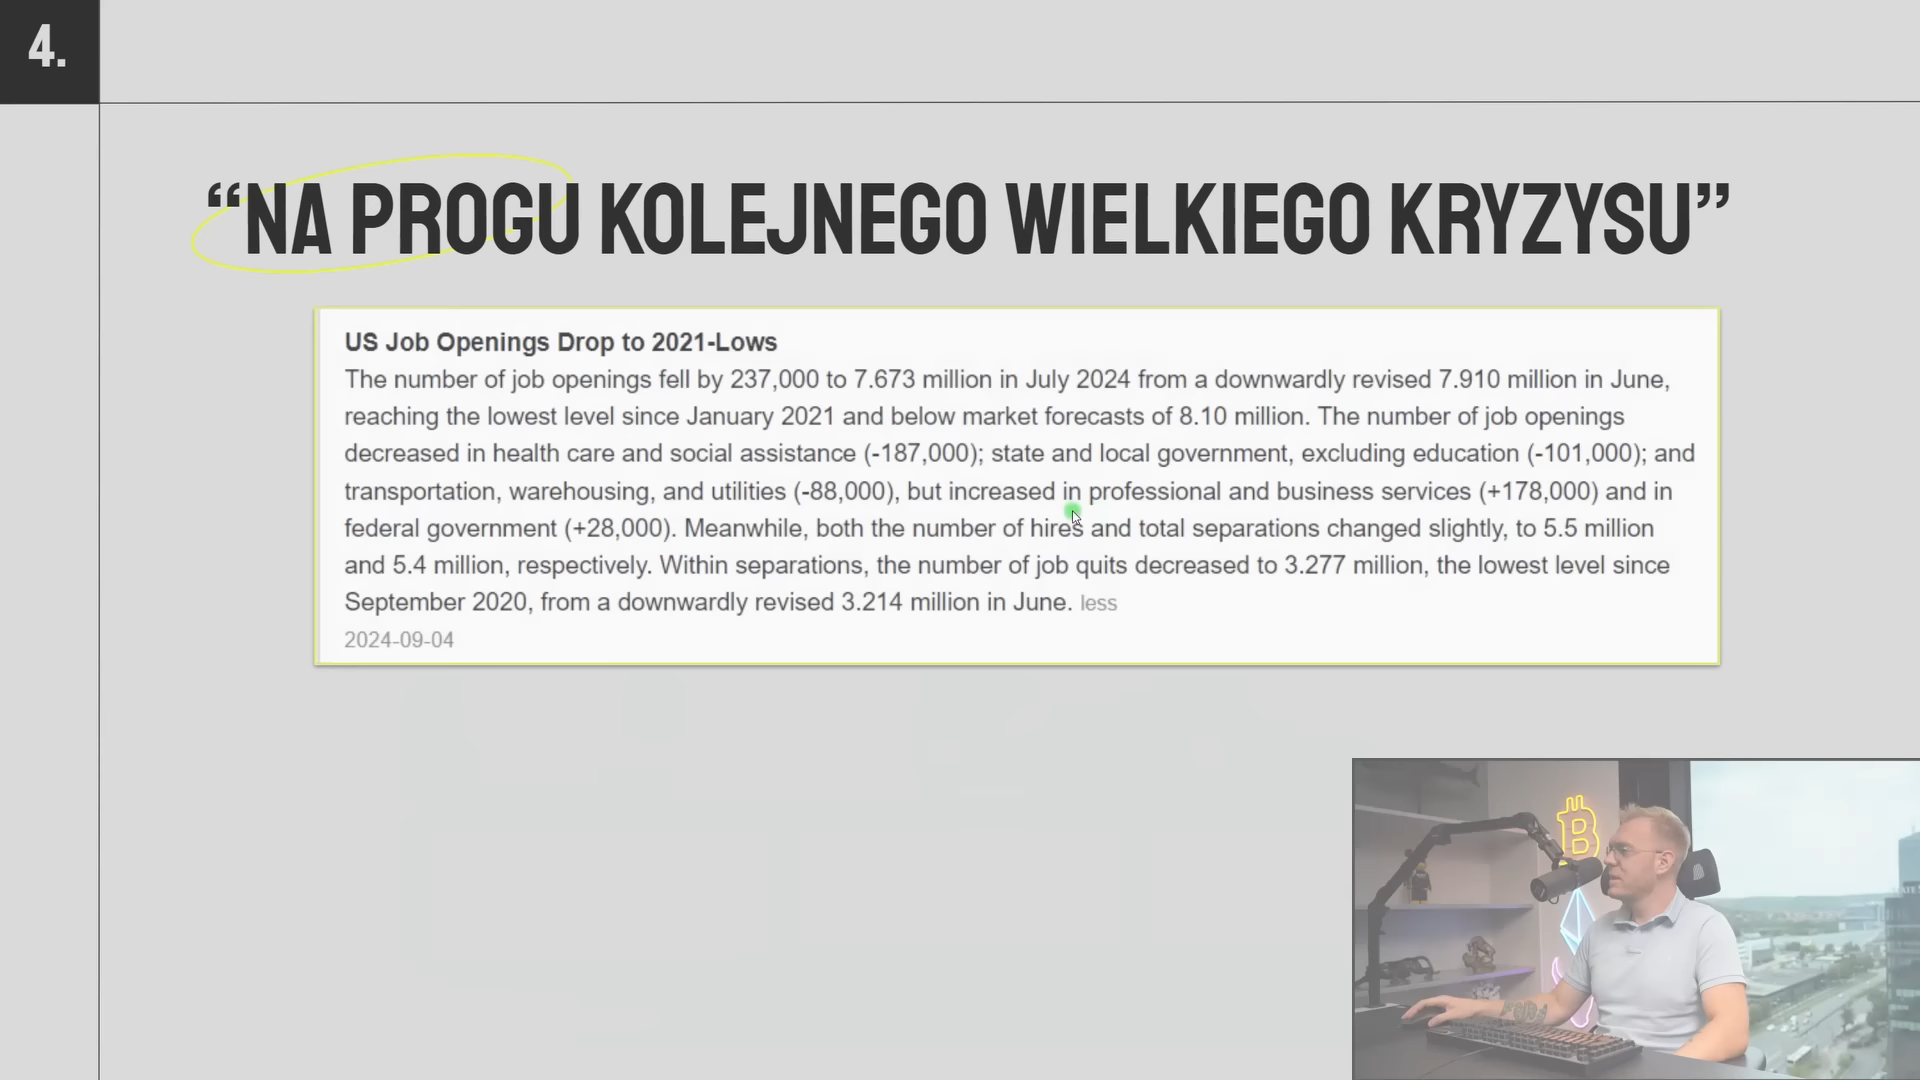 4.
“NA PROGU KOLEJNEGO WIELKIEGO KRYZYSU”
US Job Openings Drop to 2021-Lows
The number of job openings fell by 237,000 to 7.673 million in July 2024 from a downwardly revised 7.910 million in June,
reaching the lowest level since January 2021 and below market forecasts of 8.10 million. The number of job openings
decreased in health care and social assistance (-187,000); state and local government, excluding education (-101,000); and
transportation, warehousing, and utilities (-88,000), but increased in professional and business services (+178,000) and in
federal government (+28,000). Meanwhile, both the number of hires and total separations changed slightly, to 5.5 million
and 5.4 million, respectively. Within separations, the number of job quits decreased to 3.277 million, the lowest level since
September 2020, from a downwardly revised 3.214 million in June. less
2024-09-04